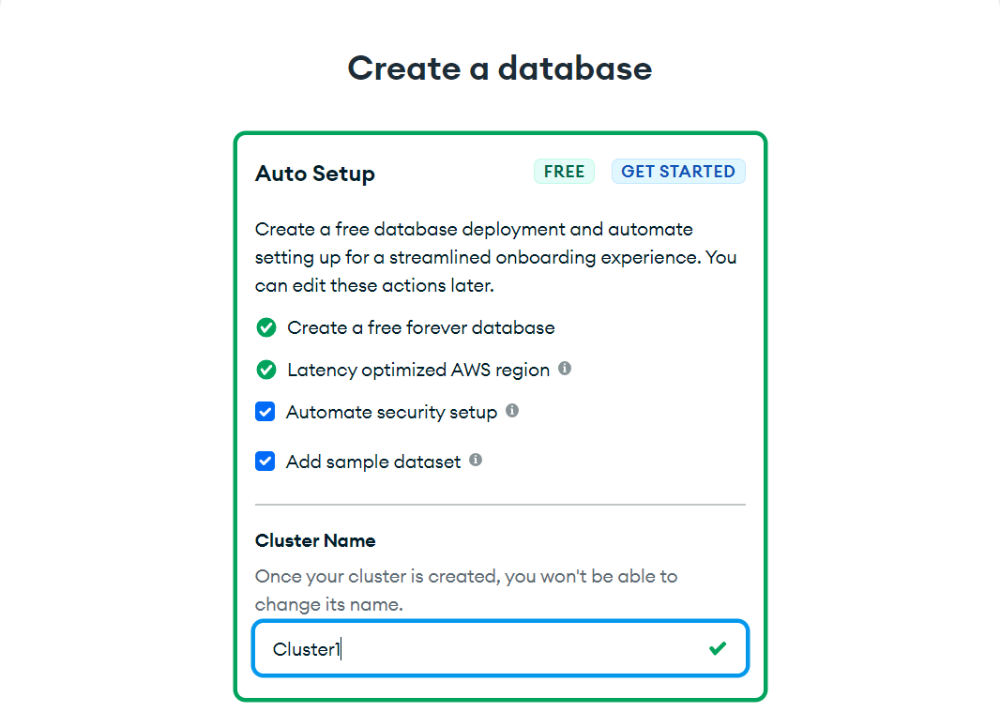 Create a database
Auto Setup
FREE
GET STARTED
Create a free database deployment and automate
setting up for a streamlined onboarding experience. You
can edit these actions later.
Create a free forever database
Latency optimized AWS region
Automate security setup
Add sample dataset
Cluster Name
Once your cluster is created, you won't be able to
change its name.
Cluster1